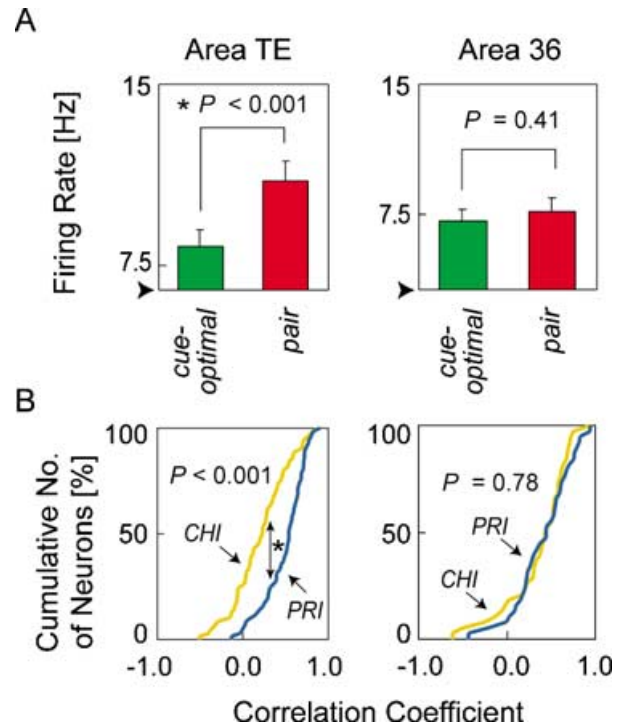 A
Area TE
Area 36
Firing Rate [Hz]
15
* P < 0.001
7.5
cue-optimal
pair
15
P = 0.41
7.5
cue-optimal
pair
B
Cumulative No.
of Neurons [%]
100
50
0
P < 0.001
CHI
*
PRI
-1.0
0.0
1.0
100
50
0
P = 0.78
PRI
CHI
-1.0
0.0
1.0
Correlation Coefficient